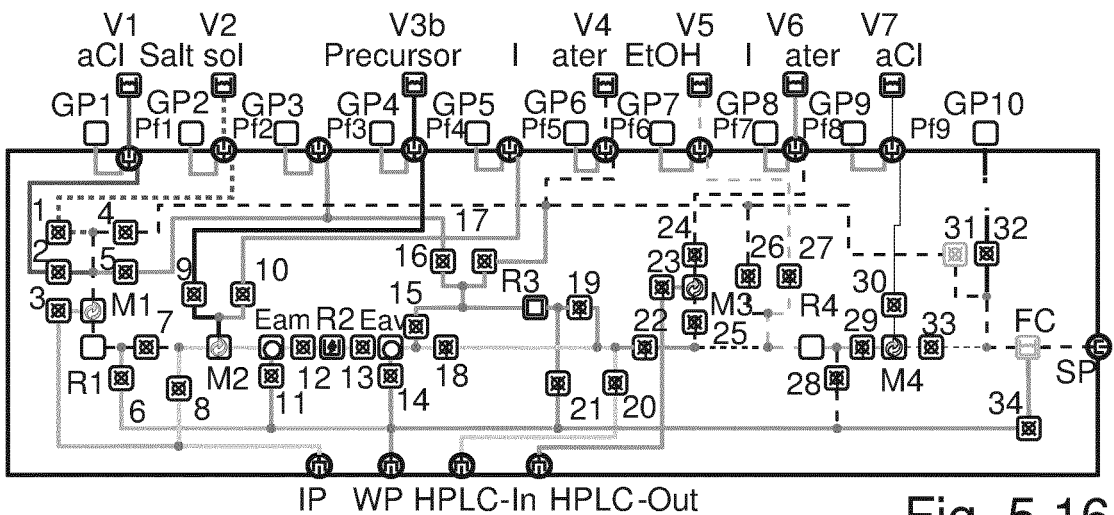 V1 V2 V3b V4 V5 V6 V7
aCl Salt sol Precursor I ater EtOH I ater aCl
GP1 GP2 GP3 GP4 GP5 GP6 GP7 GP8 GP9 GP10
Pf1 Pf2 Pf3 Pf4 Pf5 Pf6 Pf7 Pf8 Pf9
1 4 17 24 31 32
2 5 9 10 16 R3 23 26 27
3 M1 15 19 M3 30
7 Eam R2 Eav 22 25 R4 29 33 FC
R1 M2 12 13 18 28 M4 SP
6 8 11 14 21 20 34
IP WP HPLC-In HPLC-Out
Fig. 5.16